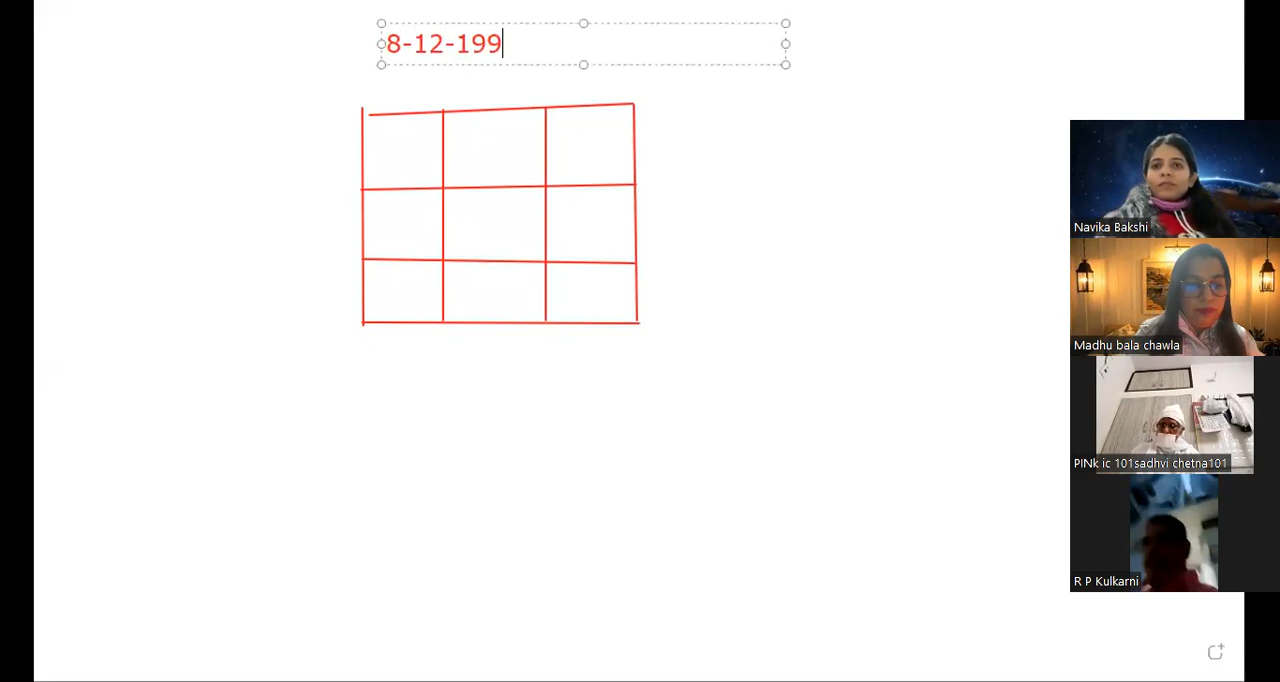 8-12-199
Navika Bakshi
Madhu bala chawla
PINk ic 101sadhvi chetna101
R P Kulkarni